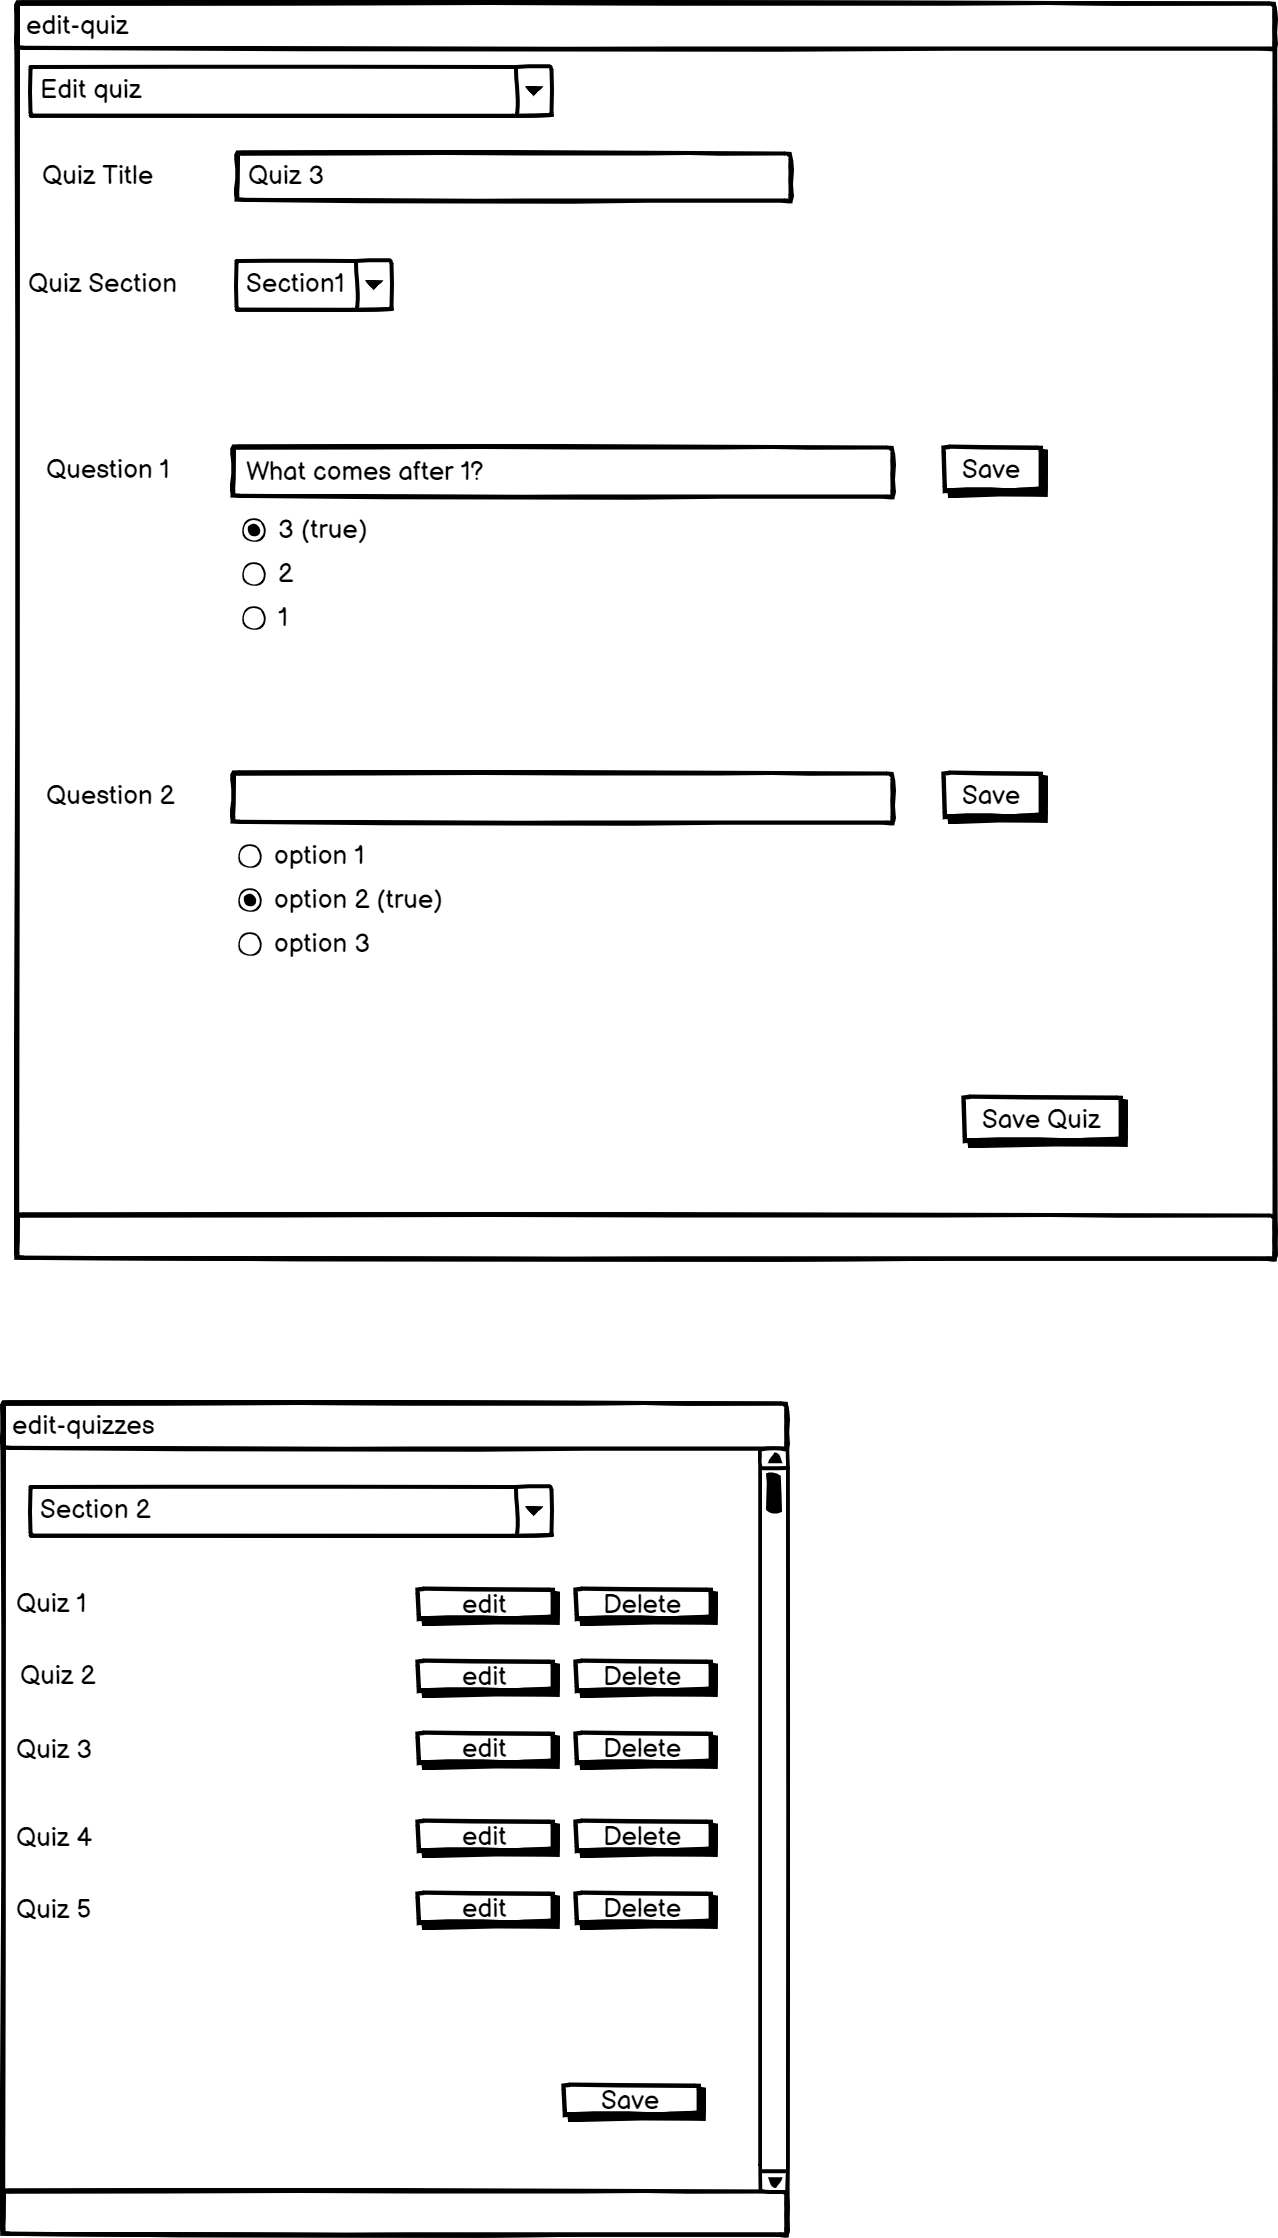 edit-quiz
Edit quiz
Quiz Title
Quiz 3
Quiz Section
Section1
Question 1
What comes after 1?
Save
3 (true)
2
1
Question 2
Save
option 1
option 2 (true)
option 3
Save Quiz
edit-quizzes
Section 2
Quiz 1
edit
Delete
Quiz 2
edit
Delete
Quiz 3
edit
Delete
Quiz 4
edit
Delete
Quiz 5
edit
Delete
Save